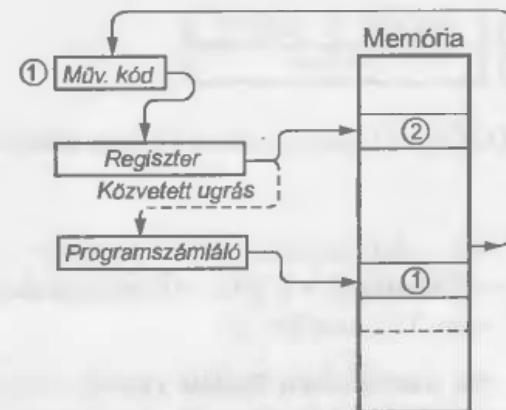 Memória
① Műv. kód
②
Regiszter
Közvetett ugrás
Programszámláló
①